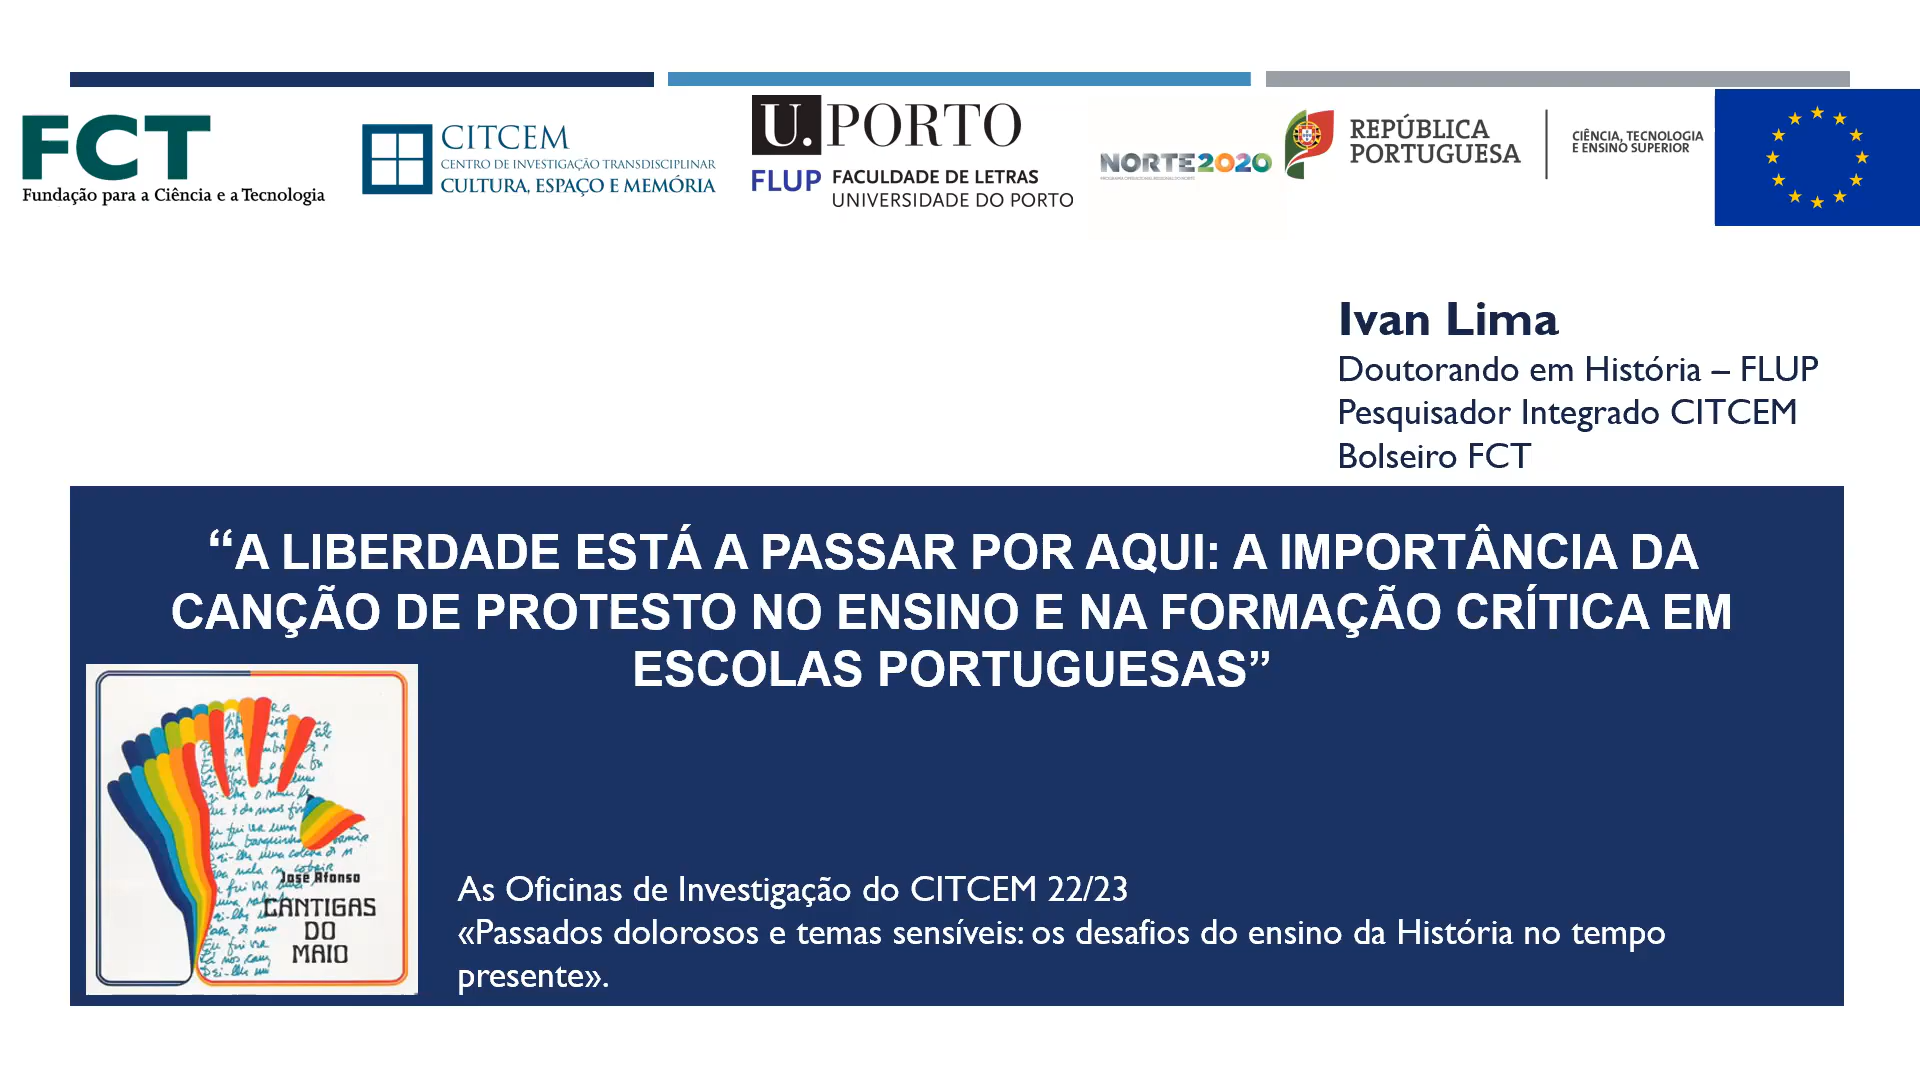 FCT
Fundação para a Ciência e a Tecnologia
CITCEM
CENTRO DE INVESTIGAÇÃO TRANSDISCIPLINAR
CULTURA, ESPAÇO E MEMÓRIA
U.PORTO
FLUP FACULDADE DE LETRAS
UNIVERSIDADE DO PORTO
NORTE2020
REPÚBLICA
PORTUGUESA
CIÊNCIA, TECNOLOGIA
E ENSINO SUPERIOR
Ivan Lima
Doutorando em História – FLUP
Pesquisador Integrado CITCEM
Bolseiro FCT
“A LIBERDADE ESTÁ A PASSAR POR AQUI: A IMPORTÂNCIA DA
CANÇÃO DE PROTESTO NO ENSINO E NA FORMAÇÃO CRÍTICA EM
ESCOLAS PORTUGUESAS”
José Afonso
CANTIGAS
DO
MAIO
As Oficinas de Investigação do CITCEM 22/23
«Passados dolorosos e temas sensíveis: os desafios do ensino da História no tempo
presente».